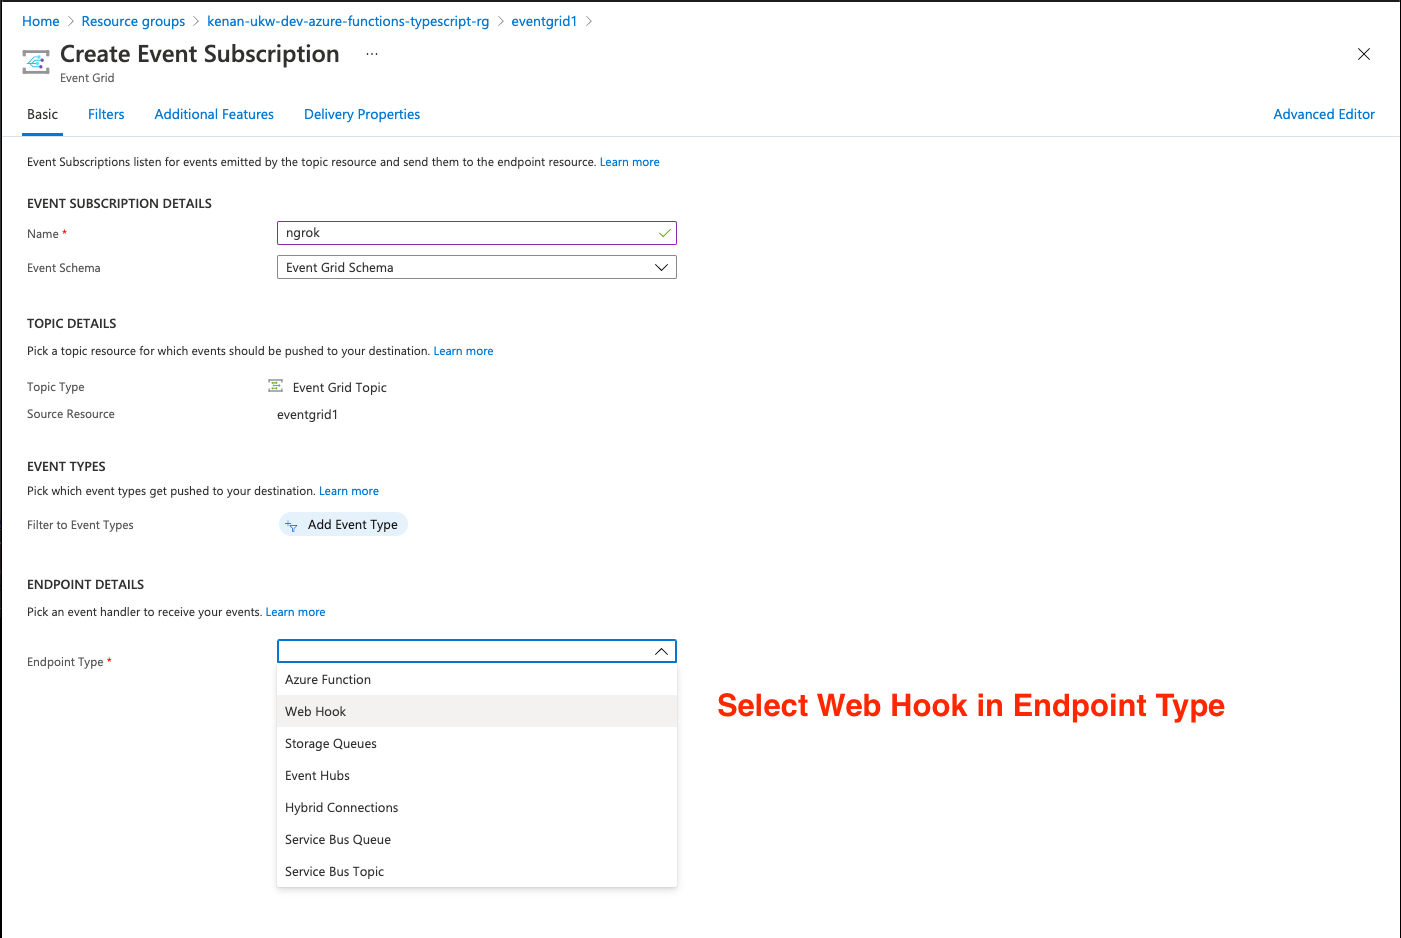 Home > Resource groups > kenan-ukw-dev-azure-functions-typescript-rg > eventgrid1 >
Create Event Subscription ...
Event Grid
Basic Filters Additional Features Delivery Properties Advanced Editor
Event Subscriptions listen for events emitted by the topic resource and send them to the endpoint resource. Learn more
EVENT SUBSCRIPTION DETAILS
Name * ngrok
Event Schema Event Grid Schema
TOPIC DETAILS
Pick a topic resource for which events should be pushed to your destination. Learn more
Topic Type Event Grid Topic
Source Resource eventgrid1
EVENT TYPES
Pick which event types get pushed to your destination. Learn more
Filter to Event Types Add Event Type
ENDPOINT DETAILS
Pick an event handler to receive your events. Learn more
Endpoint Type *
Azure Function
Web Hook
Select Web Hook in Endpoint Type
Storage Queues
Event Hubs
Hybrid Connections
Service Bus Queue
Service Bus Topic